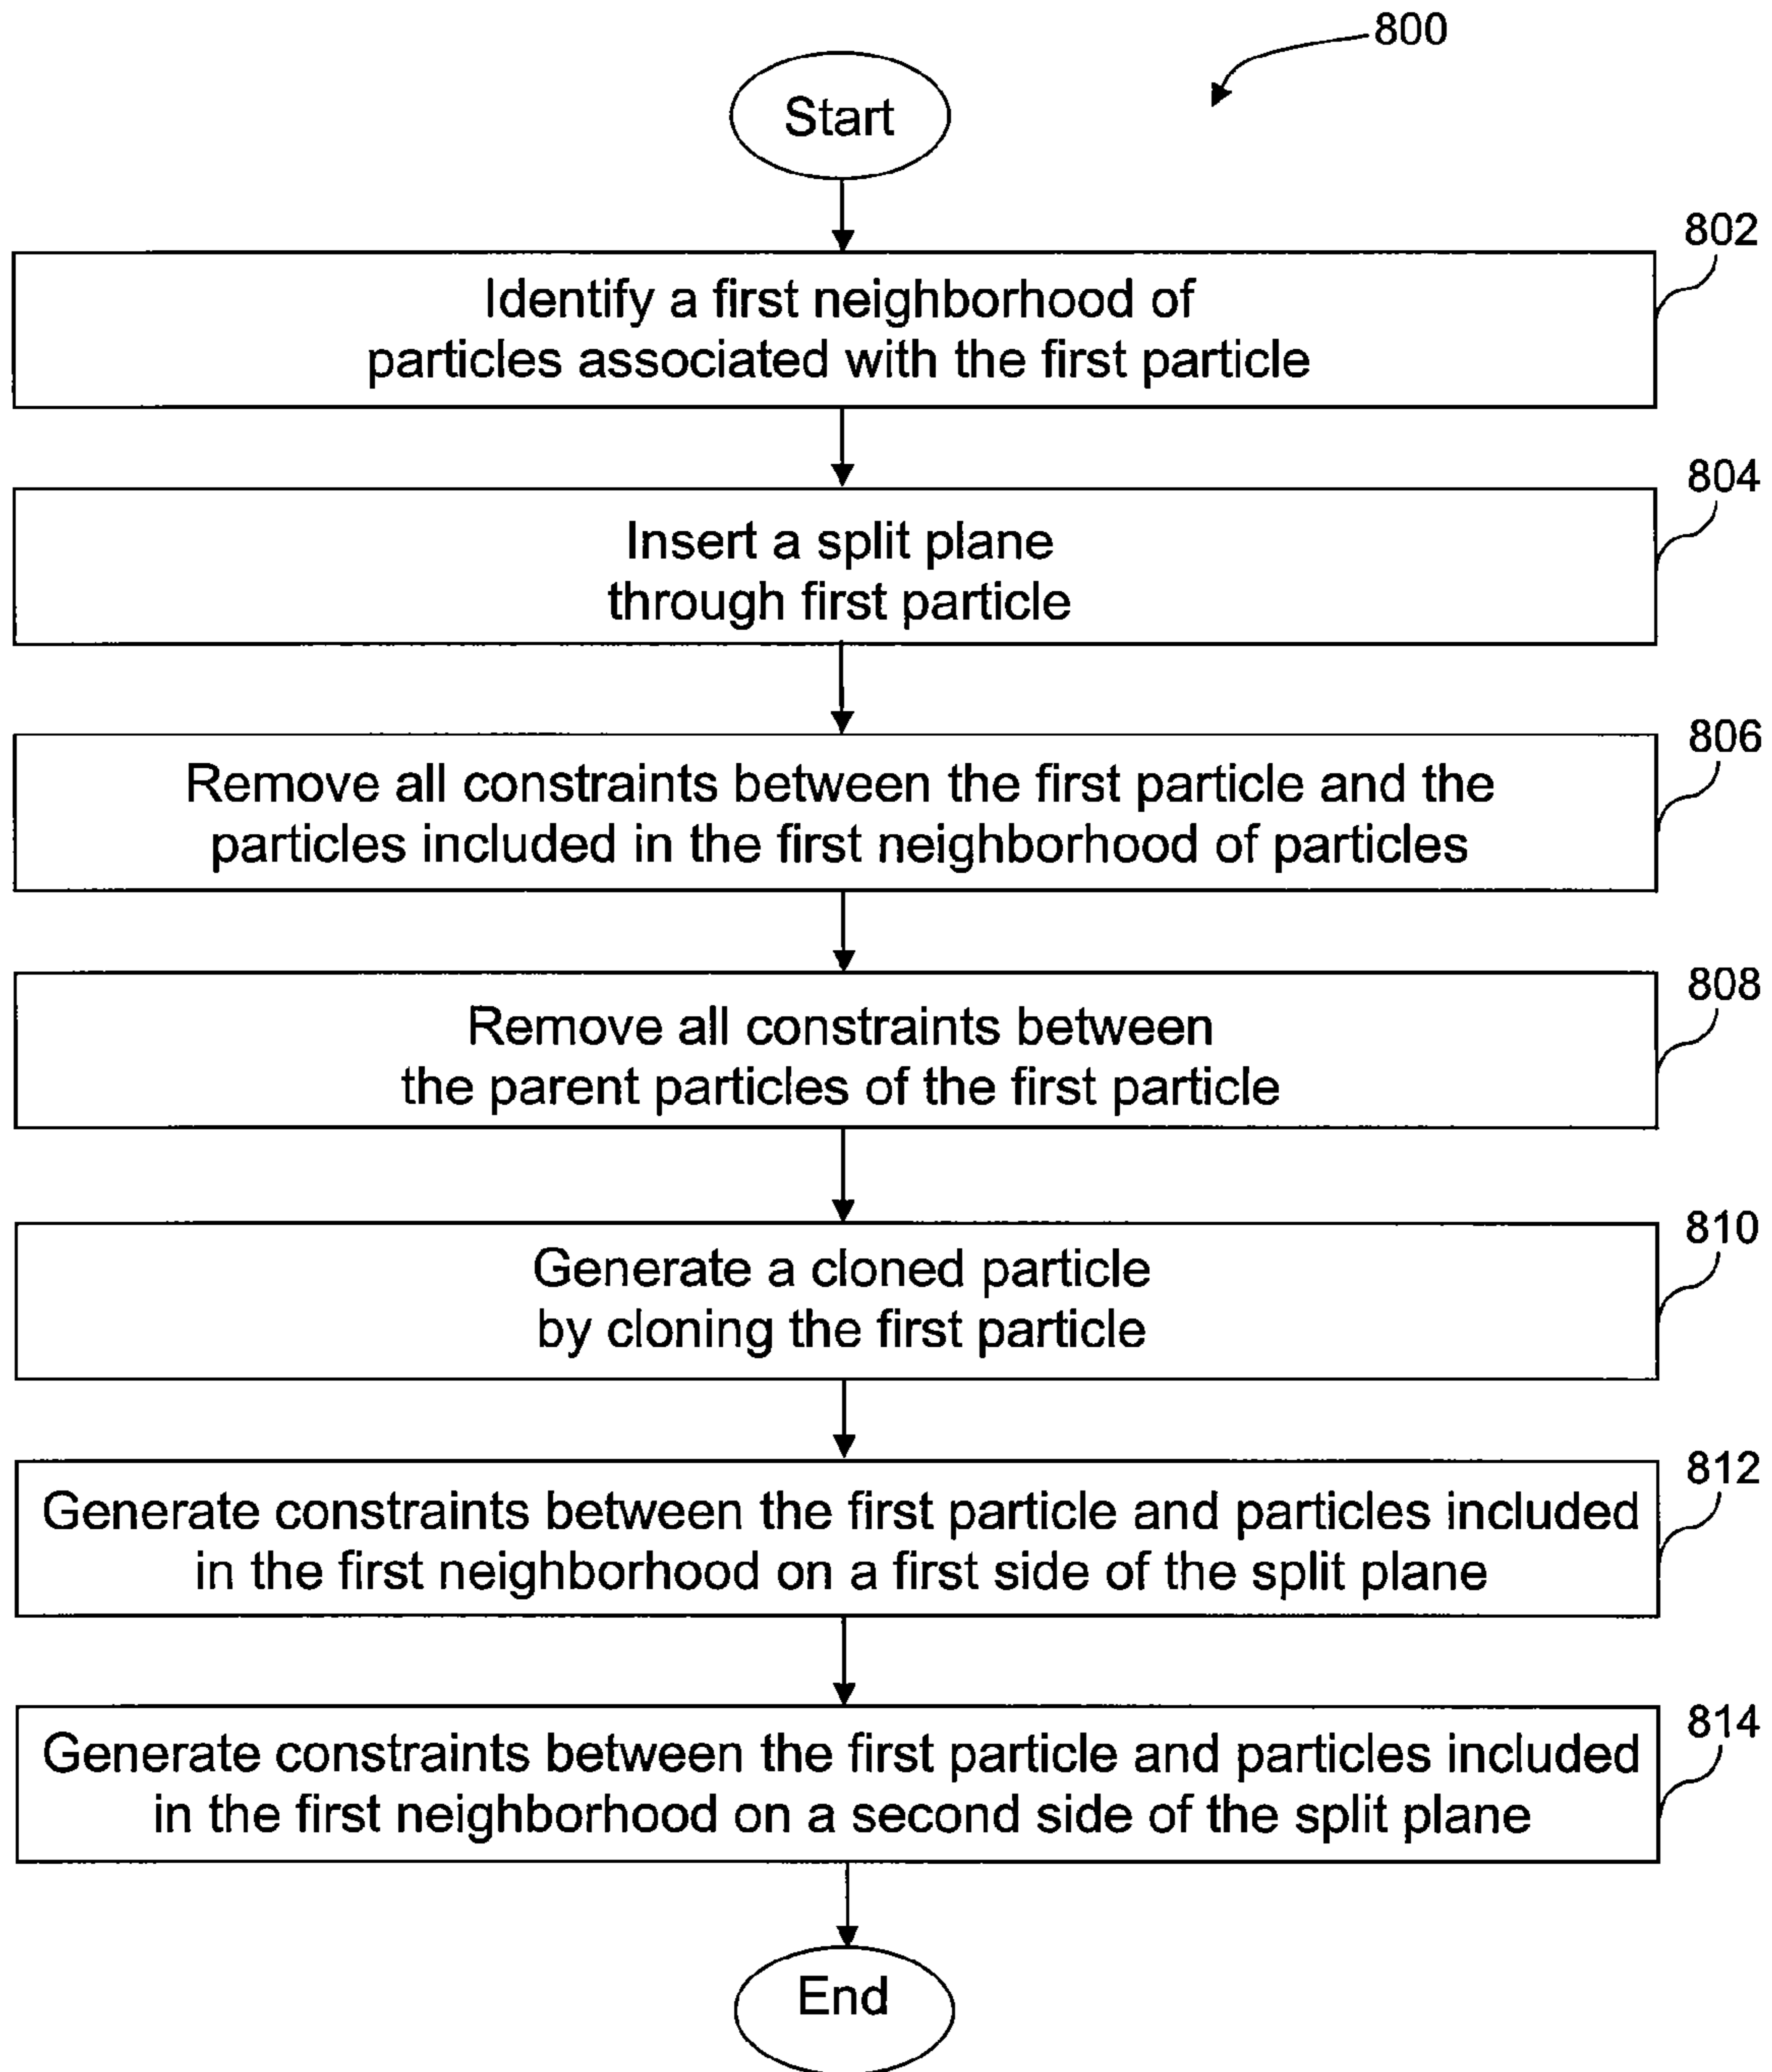 800
Start
802
Identify a first neighborhood of
particles associated with the first particle
804
Insert a split plane
through first particle
806
Remove all constraints between the first particle and the
particles included in the first neighborhood of particles
808
Remove all constraints between
the parent particles of the first particle
810
Generate a cloned particle
by cloning the first particle
812
Generate constraints between the first particle and particles included
in the first neighborhood on a first side of the split plane
814
Generate constraints between the first particle and particles included
in the first neighborhood on a second side of the split plane
End